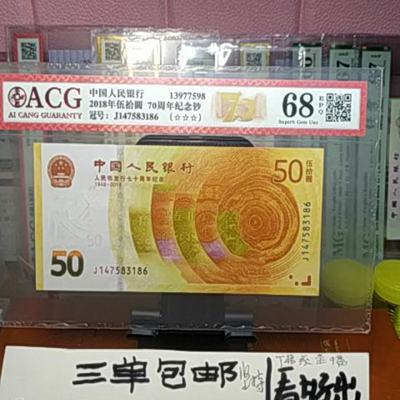 ACG
AI CANG GUARANTY
中国人民银行 13977598
2018年伍拾圆 70周年纪念钞
冠号: J147583186 (☆☆☆)
70
68 EPQ
Superb Gem Unc
中国人民银行
人民币发行七十周年纪念
1948-2018
50 伍拾圆
J147583186
50 J147583186
三单包邮